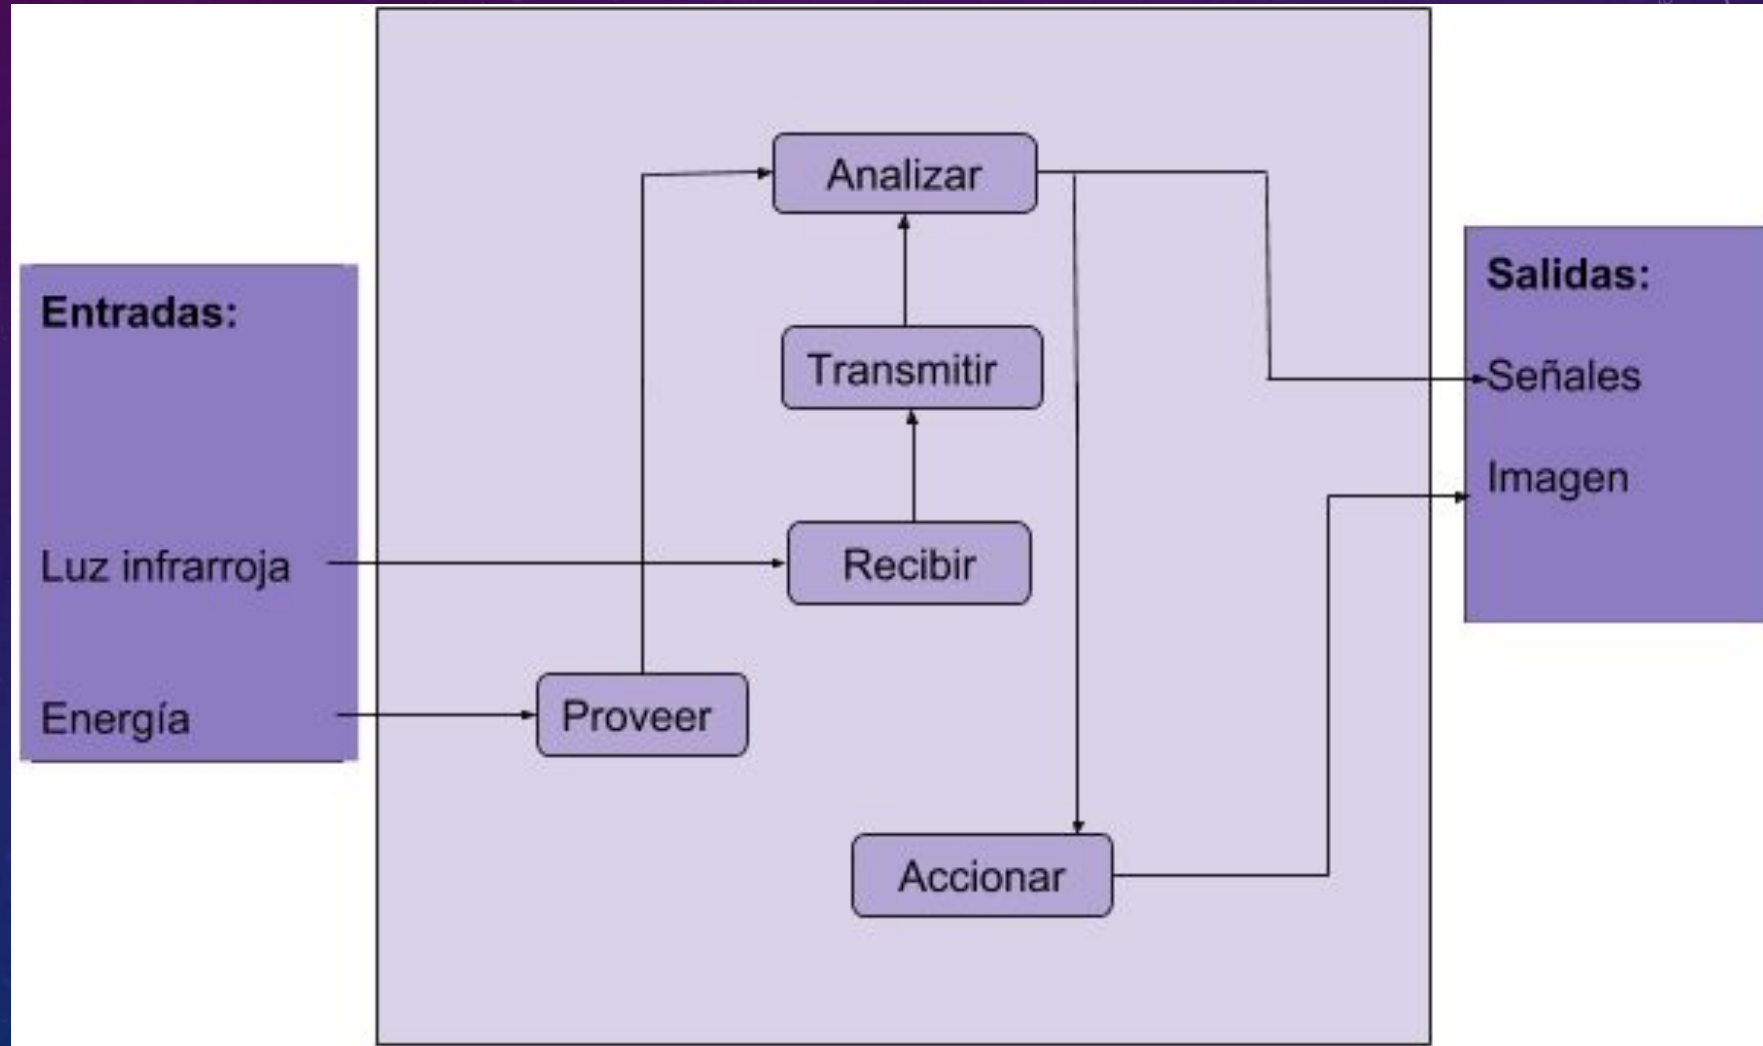 Entradas:
Luz infrarroja
Energía
Analizar
Transmitir
Recibir
Proveer
Accionar
Salidas:
Señales
Imagen